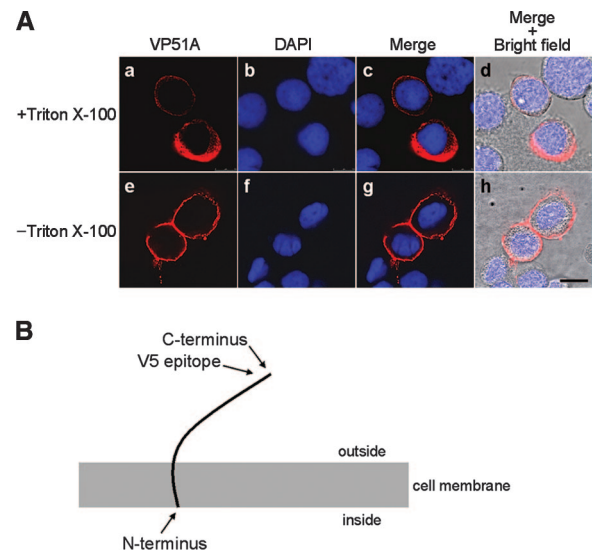 A
VP51A
DAPI
Merge
Merge
+
Bright field
+Triton X-100
a
b
c
d
−Triton X-100
e
f
g
h
B
C-terminus
V5 epitope
outside
cell membrane
inside
N-terminus